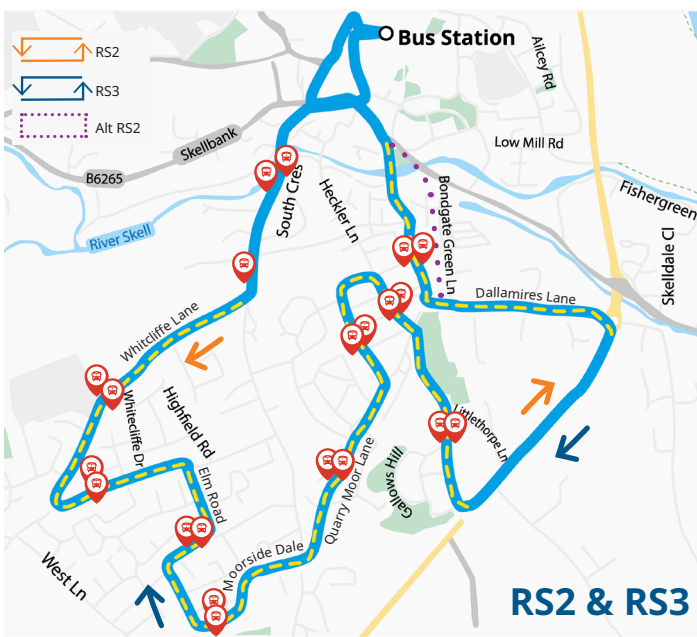 Bus Station
RS2
RS3
Alt RS2
Ailcey Rd
Skellbank
Low Mill Rd
B6265
South Cres
Heckler Ln
Bondgate Green Ln
Fishergreen
River Skell
Skelldale Cl
Dallamires Lane
Whitcliffe Lane
Whitecliffe Dr
Highfield Rd
Littlethorpe Ln
Elm Road
Quarry Moor Lane
Gallows Hill
Moorside Dale
West Ln
RS2 & RS3